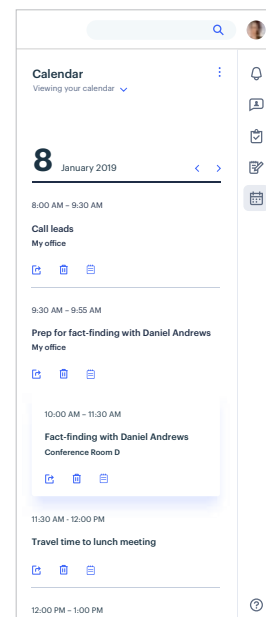 Calendar
Viewing your calendar
8 January 2019
8:00 AM – 9:30 AM
Call leads
My office
9:30 AM – 9:55 AM
Prep for fact-finding with Daniel Andrews
My office
10:00 AM – 11:30 AM
Fact-finding with Daniel Andrews
Conference Room D
11:30 AM - 12:00 PM
Travel time to lunch meeting
12:00 PM – 1:00 PM